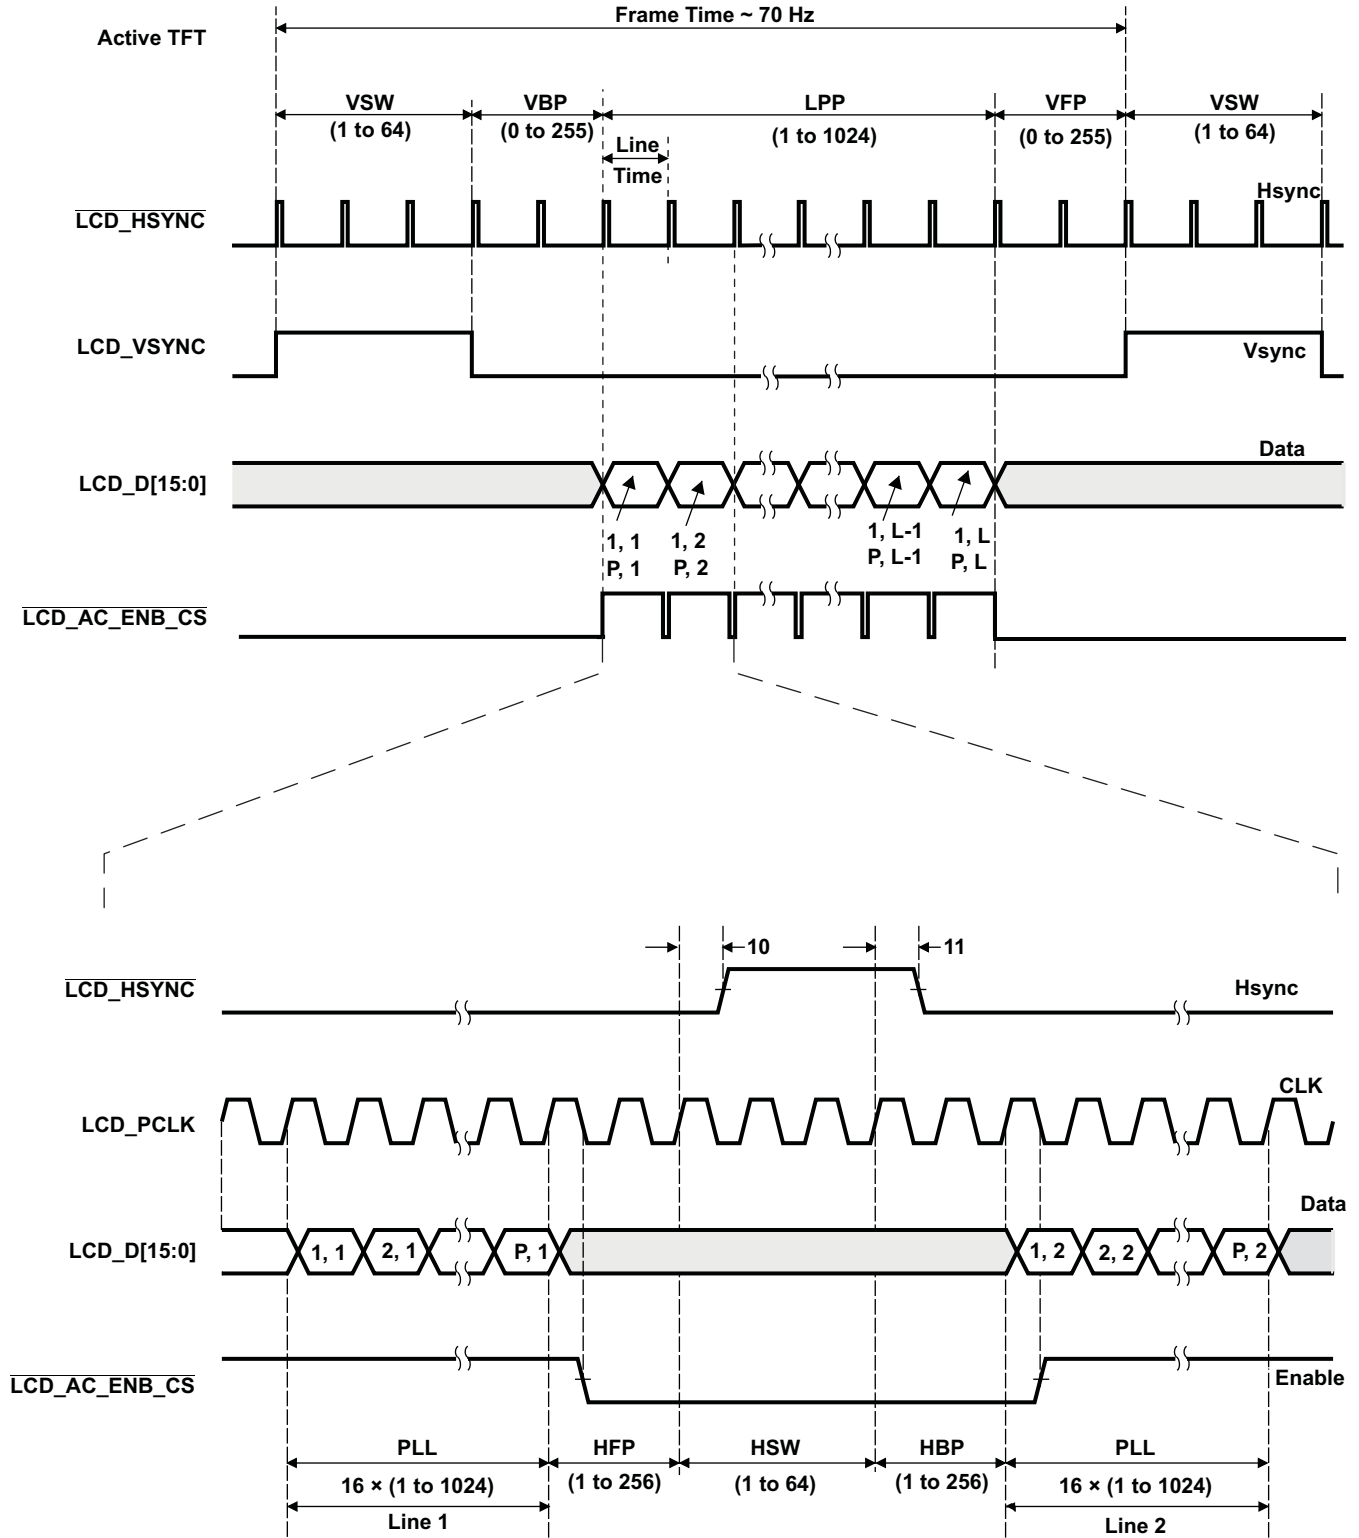 Frame Time ~ 70 Hz
Active TFT
VSW VBP LPP VFP VSW
(1 to 64) (0 to 255) (1 to 1024) (0 to 255) (1 to 64)
Line
Time
Hsync
LCD_HSYNC
LCD_VSYNC
Vsync
Data
LCD_D[15:0]
1, 1 1, 2 1, L-1 1, L
P, 1 P, 2 P, L-1 P, L
LCD_AC_ENB_CS
10 11
LCD_HSYNC
Hsync
CLK
LCD_PCLK
Data
LCD_D[15:0]
1, 1 2, 1 P, 1 1, 2 2, 2 P, 2
LCD_AC_ENB_CS
Enable
PLL HFP HSW HBP PLL
16 × (1 to 1024) (1 to 256) (1 to 64) (1 to 256) 16 × (1 to 1024)
Line 1 Line 2